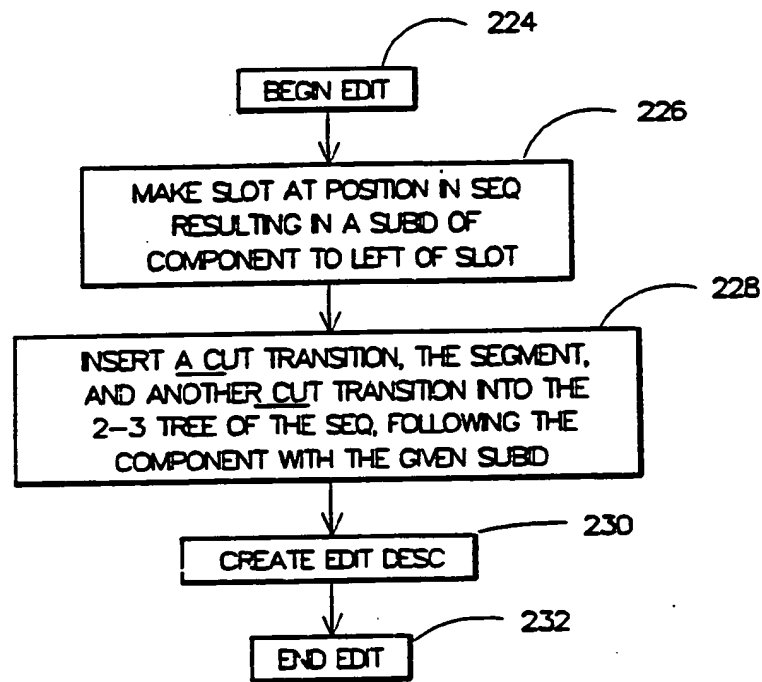 224
BEGIN EDIT
226
MAKE SLOT AT POSITION IN SEQ
RESULTING IN A SUBID OF
COMPONENT TO LEFT OF SLOT
228
INSERT A CUT TRANSITION, THE SEGMENT,
AND ANOTHER CUT TRANSITION INTO THE
2-3 TREE OF THE SEQ, FOLLOWING THE
COMPONENT WITH THE GIVEN SUBID
230
CREATE EDIT DESC
232
END EDIT